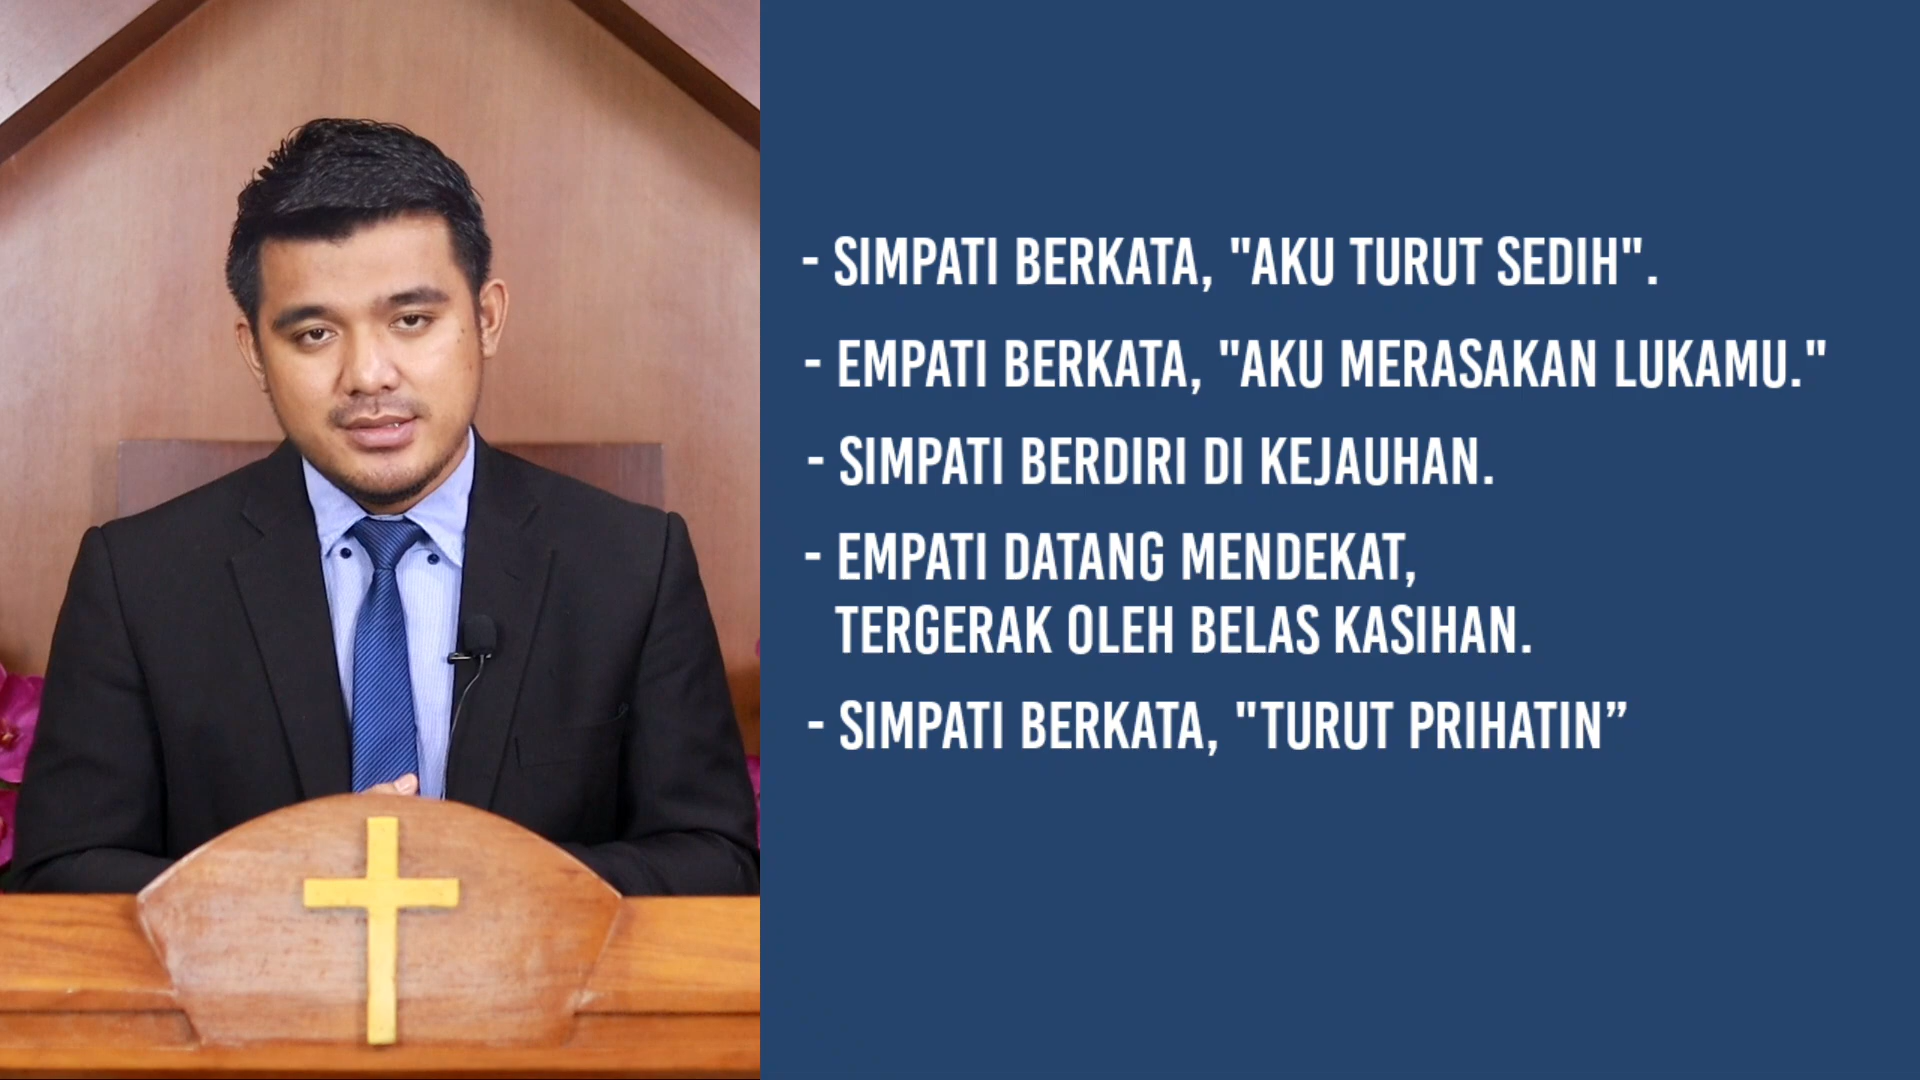 - SIMPATI BERKATA, "AKU TURUT SEDIH".
- EMPATI BERKATA, "AKU MERASAKAN LUKAMU."
- SIMPATI BERDIRI DI KEJAUHAN.
- EMPATI DATANG MENDEKAT,
TERGERAK OLEH BELAS KASIHAN.
- SIMPATI BERKATA, "TURUT PRIHATIN”